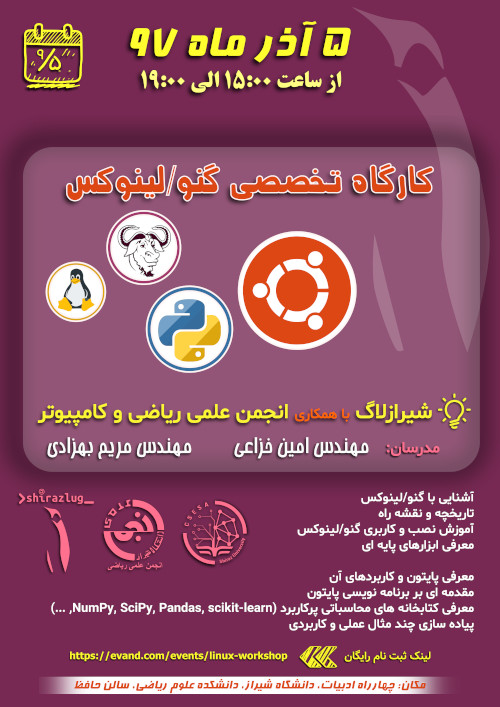 ۵ آذر ماه ۹۷
از ساعت ۱۵:۰۰ الی ۱۹:۰۰
۹/۵
کارگاه تخصصی گنو/لینوکس
شیرازلاگ با همکاری انجمن علمی ریاضی و کامپیوتر
مدرسان: مهندس امین خزاعی مهندس مریم بهزادی
>shirazlug_
انجمن علمی ریاضی
CSSSA
آشنایی با گنو/لینوکس
تاریخچه و نقشه راه
آموزش نصب و کاربری گنو/لینوکس
معرفی ابزارهای پایه ای
معرفی پایتون و کاربردهای آن
مقدمه ای بر برنامه نویسی پایتون
معرفی کتابخانه های محاسباتی پرکاربرد (NumPy, SciPy, Pandas, scikit-learn, ...)
پیاده سازی چند مثال عملی و کاربردی
لینک ثبت نام رایگان https://evand.com/events/linux-workshop
مکان: چهارراه ادبیات، دانشگاه شیراز، دانشکده علوم ریاضی، سالن حافظ